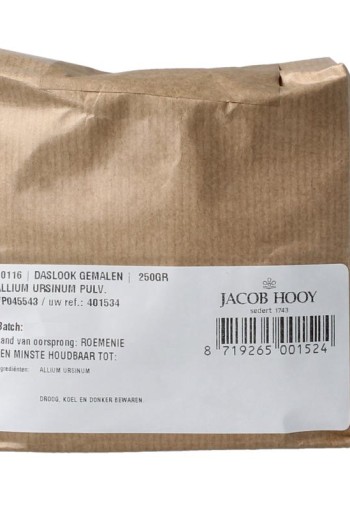 0116 | DASLOOK GEMALEN | 250GR
ALLIUM URSINUM PULV.
P045543 / uw ref.: 401534
Batch:
and van oorsprong: ROEMENIE
EN MINSTE HOUDBAAR TOT:
ngrediënten: ALLIUM URSINUM
DROOG, KOEL EN DONKER BEWAREN.
JACOB HOOY
sedert 1743
8 719265 001524